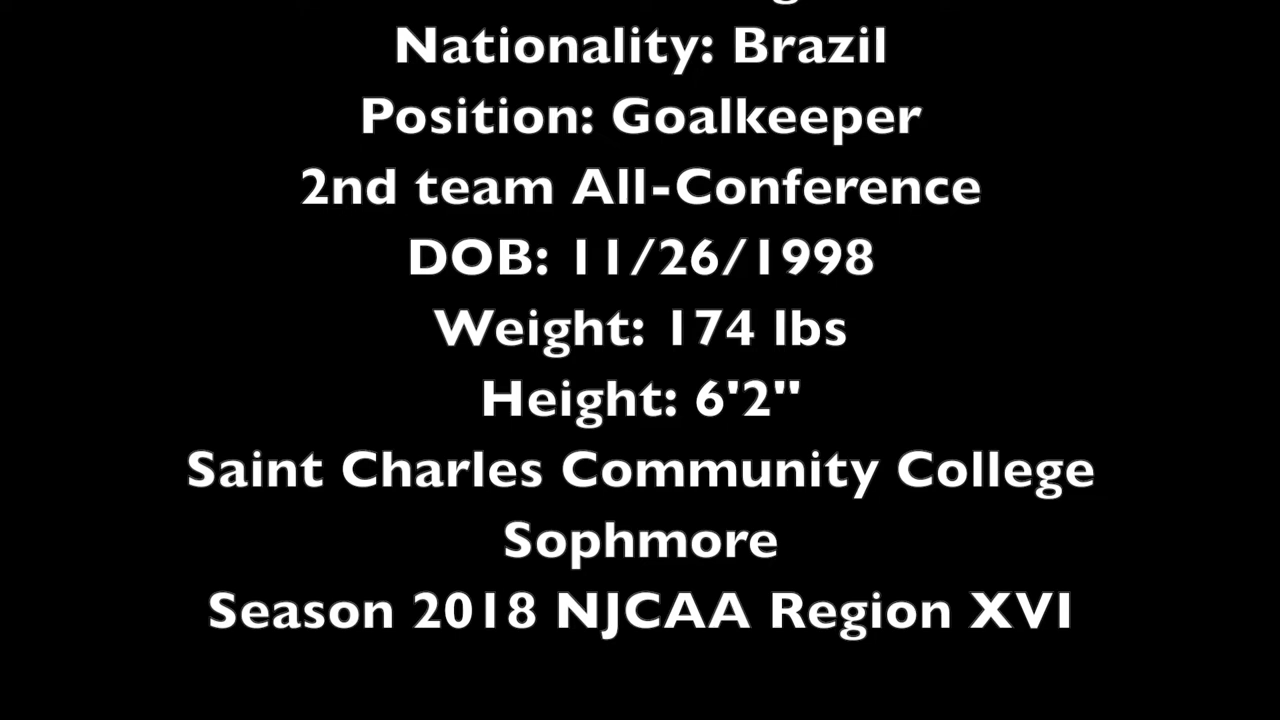 Nationality: Brazil
Position: Goalkeeper
2nd team All-Conference
DOB: 11/26/1998
Weight: 174 lbs
Height: 6'2"
Saint Charles Community College
Sophmore
Season 2018 NJCAA Region XVI